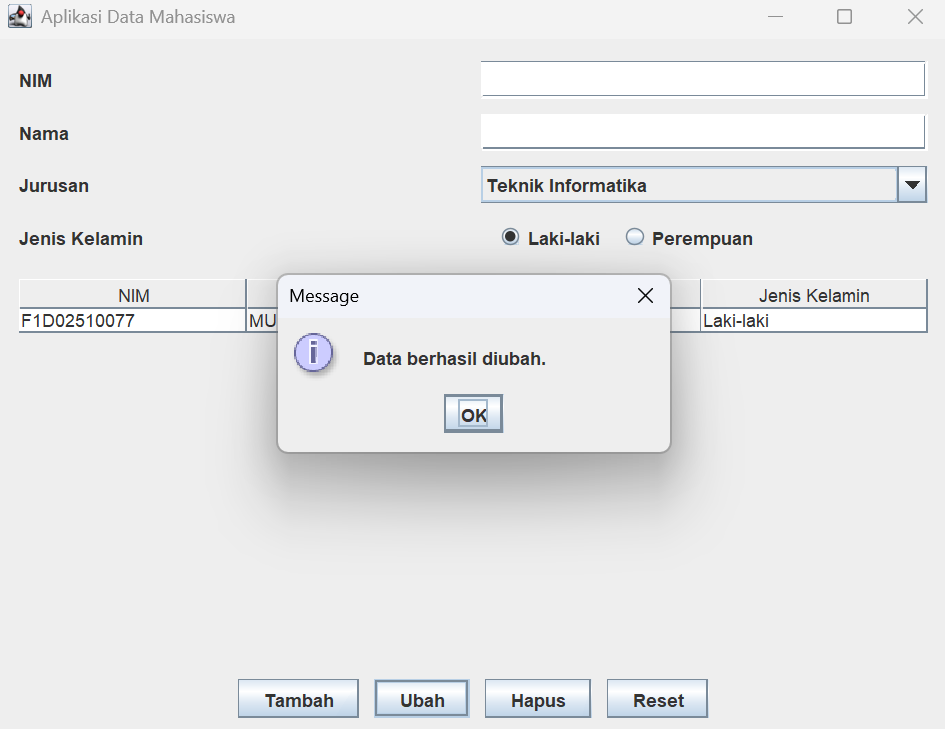 Aplikasi Data Mahasiswa
NIM
Nama
Jurusan
Teknik Informatika
Jenis Kelamin
Laki-laki
Perempuan
NIM
Jenis Kelamin
F1D02510077
MU
Laki-laki
Message
Data berhasil diubah.
OK
Tambah
Ubah
Hapus
Reset